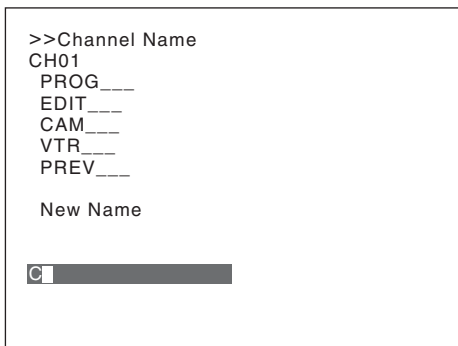 >>Channel Name
CH01
PROG___
EDIT___
CAM___
VTR___
PREV___
New Name
C